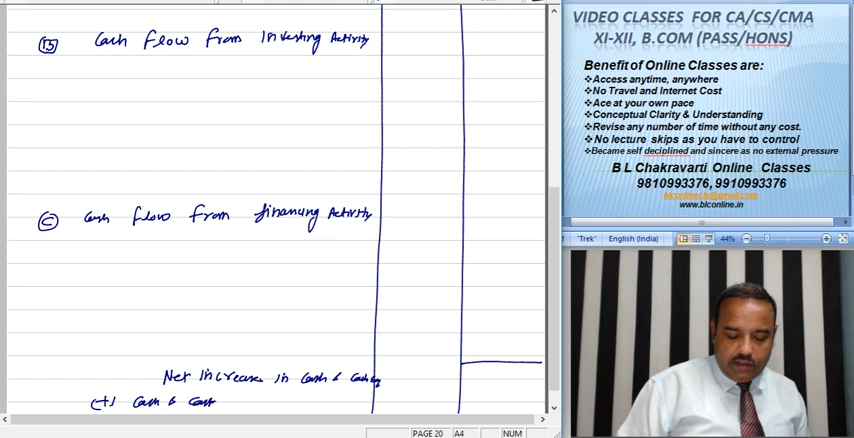 (B) Cash flow from Investing Activity
(C) Cash flow from financing Activity
Net increase in Cash & Cash
(+) Cash & Cash
PAGE 20 A4 NUM
VIDEO CLASSES FOR CA/CS/CMA
XI-XII, B.COM (PASS/HONS)
Benefit of Online Classes are:
❖Access anytime, anywhere
❖No Travel and Internet Cost
❖Ace at your own pace
❖Conceptual Clarity & Understanding
❖Revise any number of time without any cost.
❖No lecture skips as you have to control
❖Became self deciplined and sincere as no external pressure
B L Chakravarti Online Classes
9810993376, 9910993376
blconlinech@gmail.com
www.blconline.in
"Trek" English (India) 44%